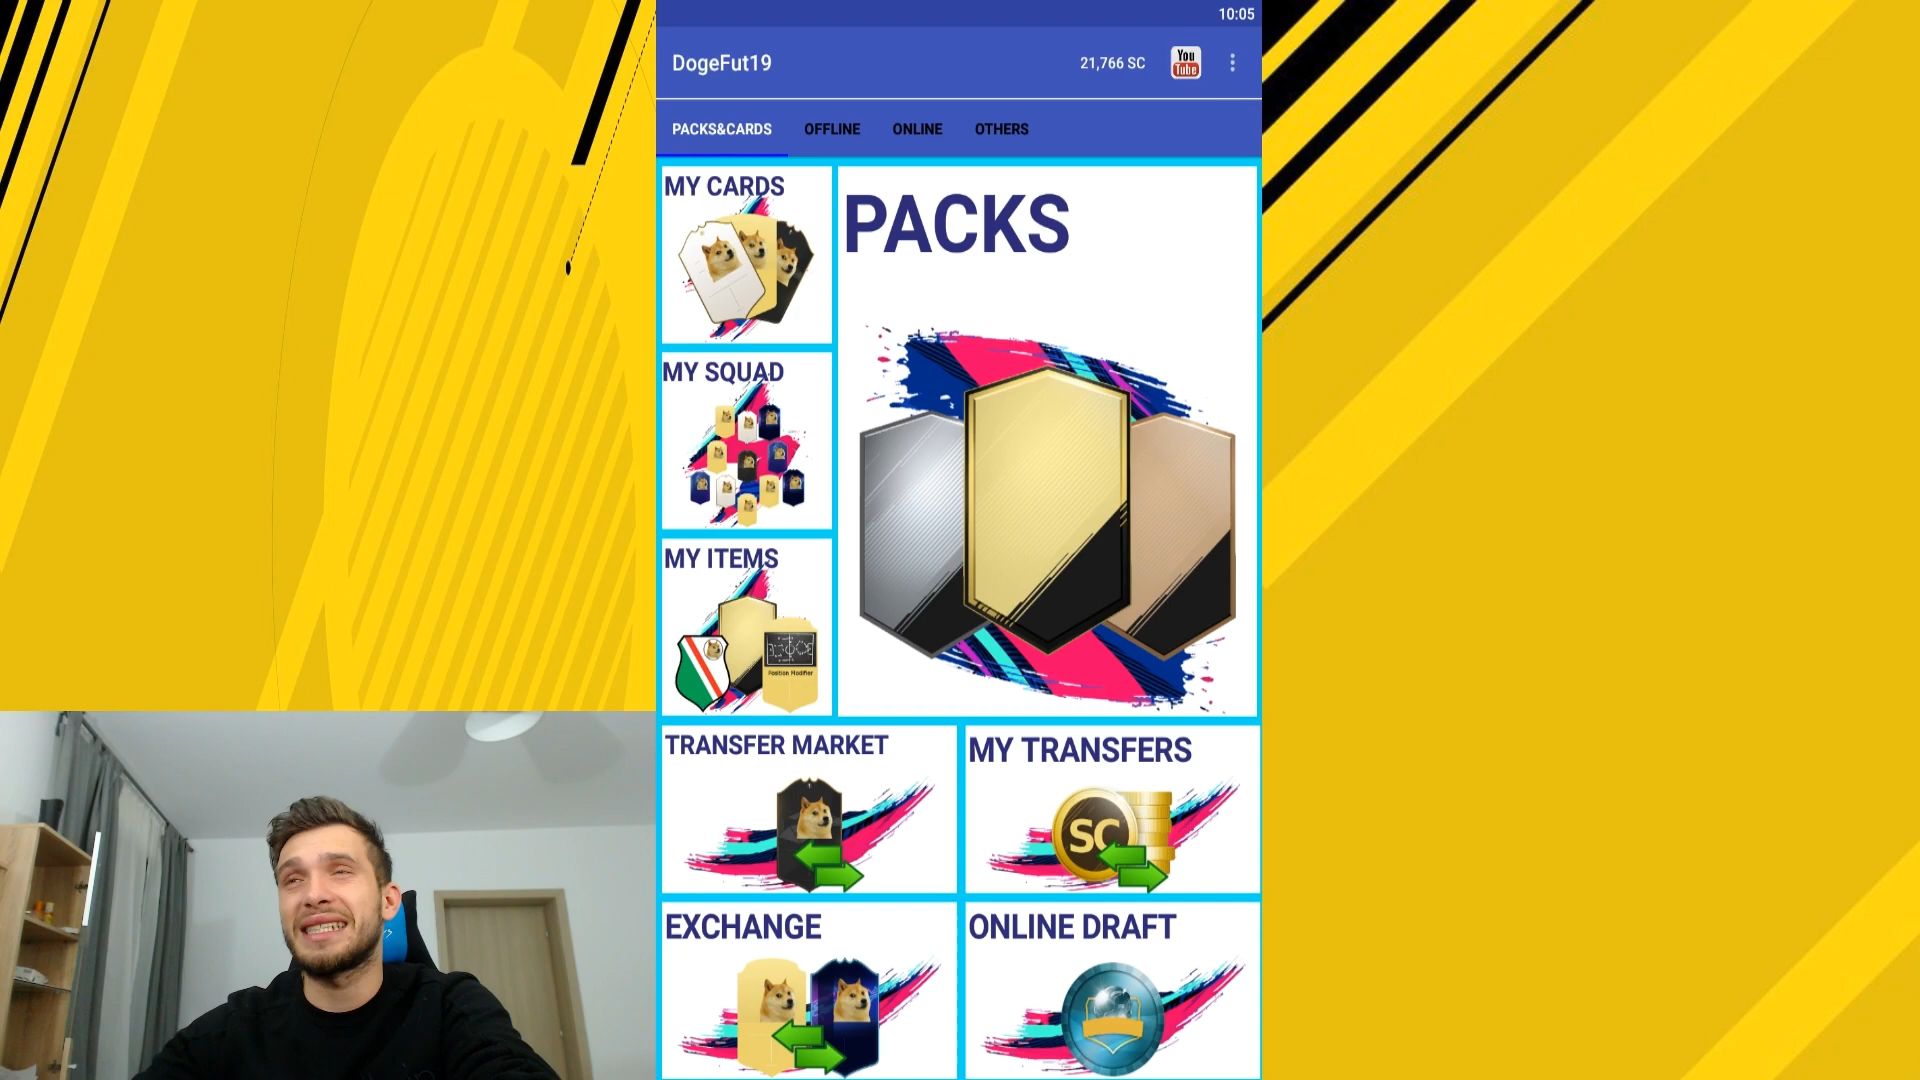 10:05
DogeFut19
21,766 SC
You
Tube
PACKS&CARDS
OFFLINE
ONLINE
OTHERS
MY CARDS
PACKS
MY SQUAD
MY ITEMS
Position Modifier
TRANSFER MARKET
MY TRANSFERS
SC
EXCHANGE
ONLINE DRAFT